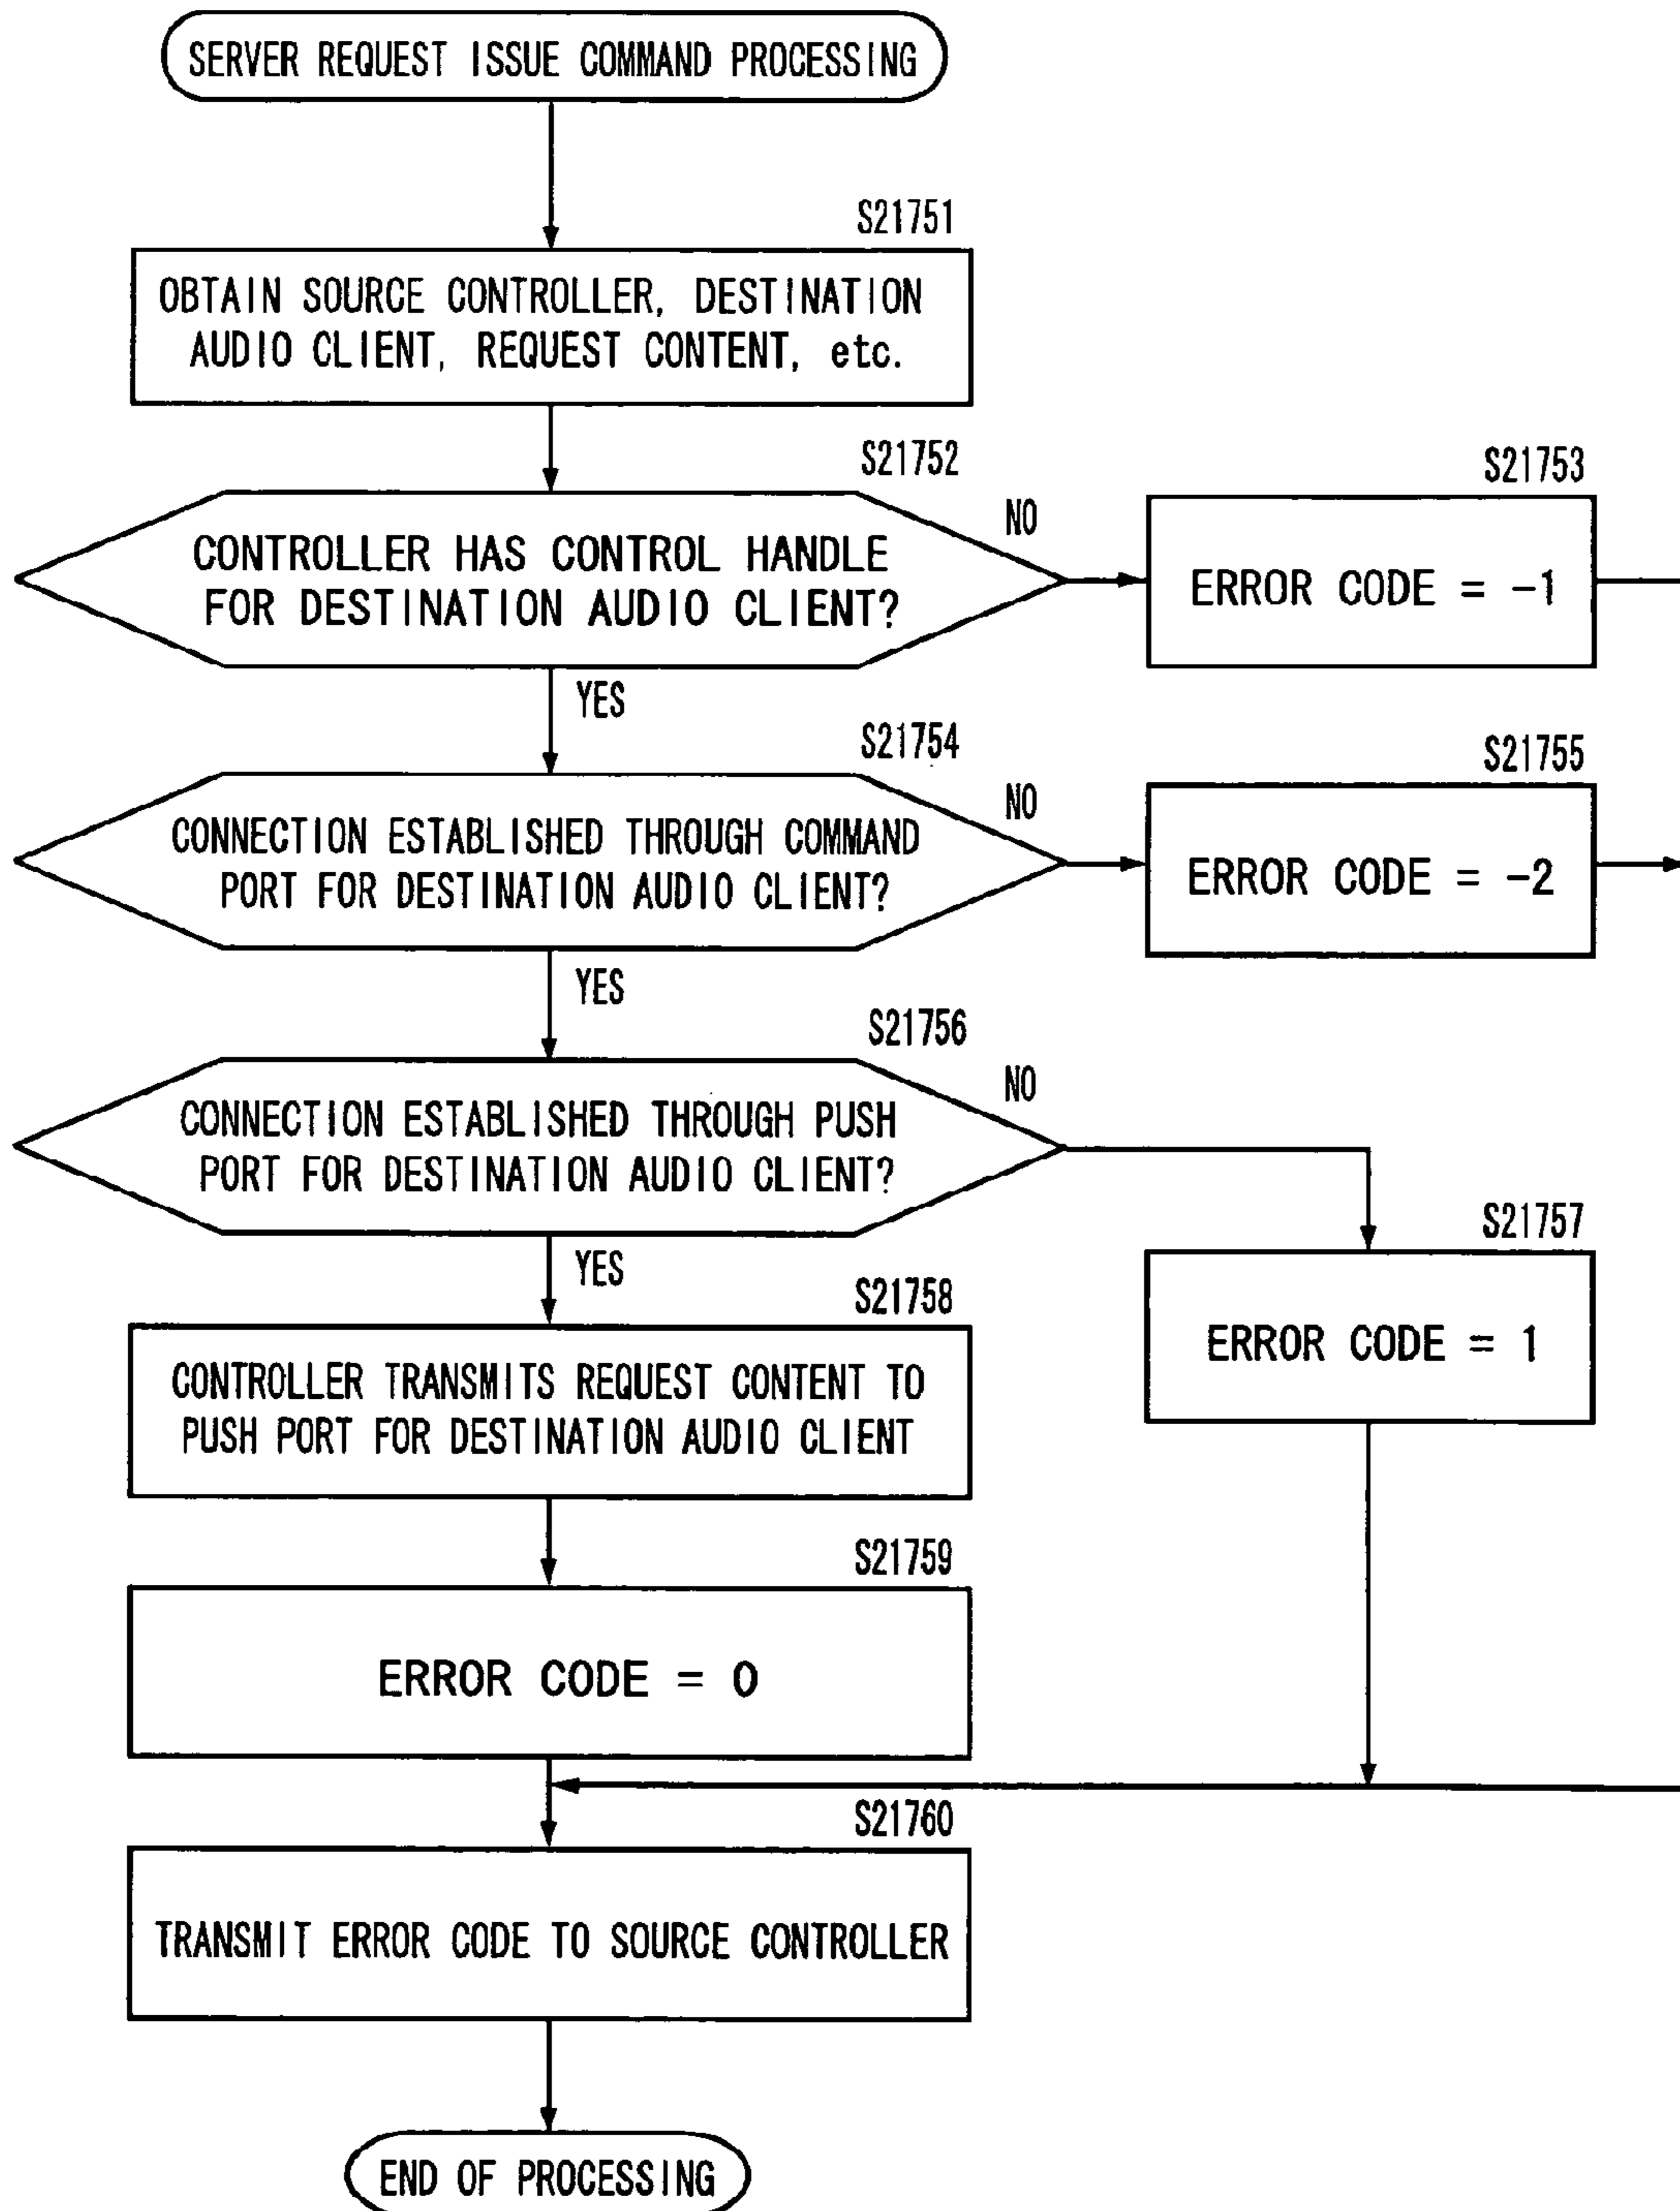 SERVER REQUEST ISSUE COMMAND PROCESSING
S21751
OBTAIN SOURCE CONTROLLER, DESTINATION
AUDIO CLIENT, REQUEST CONTENT, etc.
S21752
CONTROLLER HAS CONTROL HANDLE
FOR DESTINATION AUDIO CLIENT?
NO
S21753
ERROR CODE = -1
YES
S21754
CONNECTION ESTABLISHED THROUGH COMMAND
PORT FOR DESTINATION AUDIO CLIENT?
NO
S21755
ERROR CODE = -2
YES
S21756
CONNECTION ESTABLISHED THROUGH PUSH
PORT FOR DESTINATION AUDIO CLIENT?
NO
S21757
ERROR CODE = 1
YES
S21758
CONTROLLER TRANSMITS REQUEST CONTENT TO
PUSH PORT FOR DESTINATION AUDIO CLIENT
S21759
ERROR CODE = 0
S21760
TRANSMIT ERROR CODE TO SOURCE CONTROLLER
END OF PROCESSING